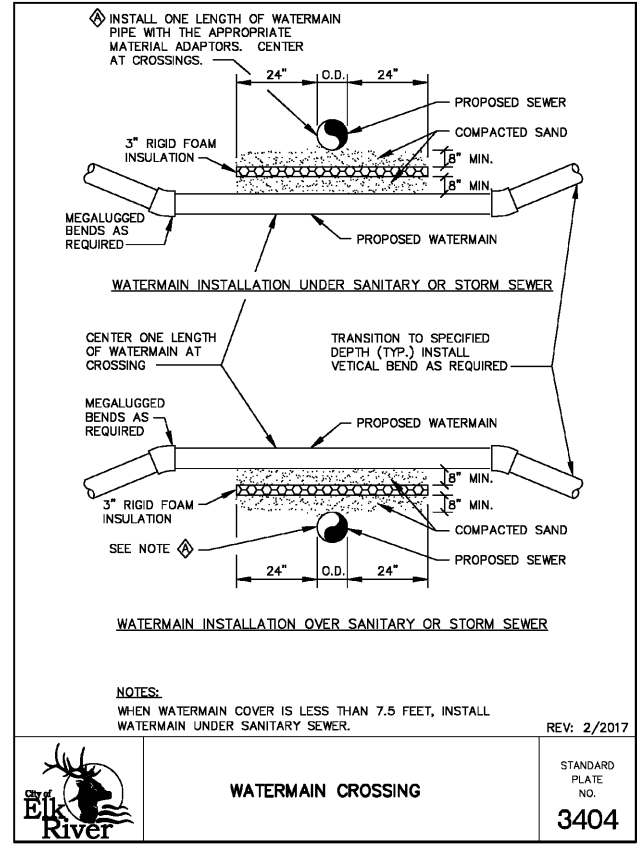 A INSTALL ONE LENGTH OF WATERMAIN
PIPE WITH THE APPROPRIATE
MATERIAL ADAPTORS. CENTER
AT CROSSINGS.
24" O.D. 24"
PROPOSED SEWER
COMPACTED SAND
3" RIGID FOAM
INSULATION
8" MIN.
8" MIN.
MEGALUGGED
BENDS AS
REQUIRED
PROPOSED WATERMAIN
WATERMAIN INSTALLATION UNDER SANITARY OR STORM SEWER
CENTER ONE LENGTH
OF WATERMAIN AT
CROSSING
TRANSITION TO SPECIFIED
DEPTH (TYP.) INSTALL
VETICAL BEND AS REQUIRED
MEGALUGGED
BENDS AS
REQUIRED
PROPOSED WATERMAIN
8" MIN.
8" MIN.
3" RIGID FOAM
INSULATION
COMPACTED SAND
SEE NOTE A
PROPOSED SEWER
24" O.D. 24"
WATERMAIN INSTALLATION OVER SANITARY OR STORM SEWER
NOTES:
WHEN WATERMAIN COVER IS LESS THAN 7.5 FEET, INSTALL
WATERMAIN UNDER SANITARY SEWER.
REV: 2/2017
City of
Elk
River
WATERMAIN CROSSING
STANDARD
PLATE
NO.
3404